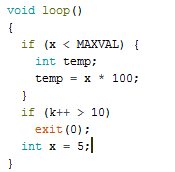 void loop()
{
  if (x < MAXVAL) {
    int temp;
    temp = x * 100;
  }
  if (k++ > 10)
    exit(0);
  int x = 5;
}